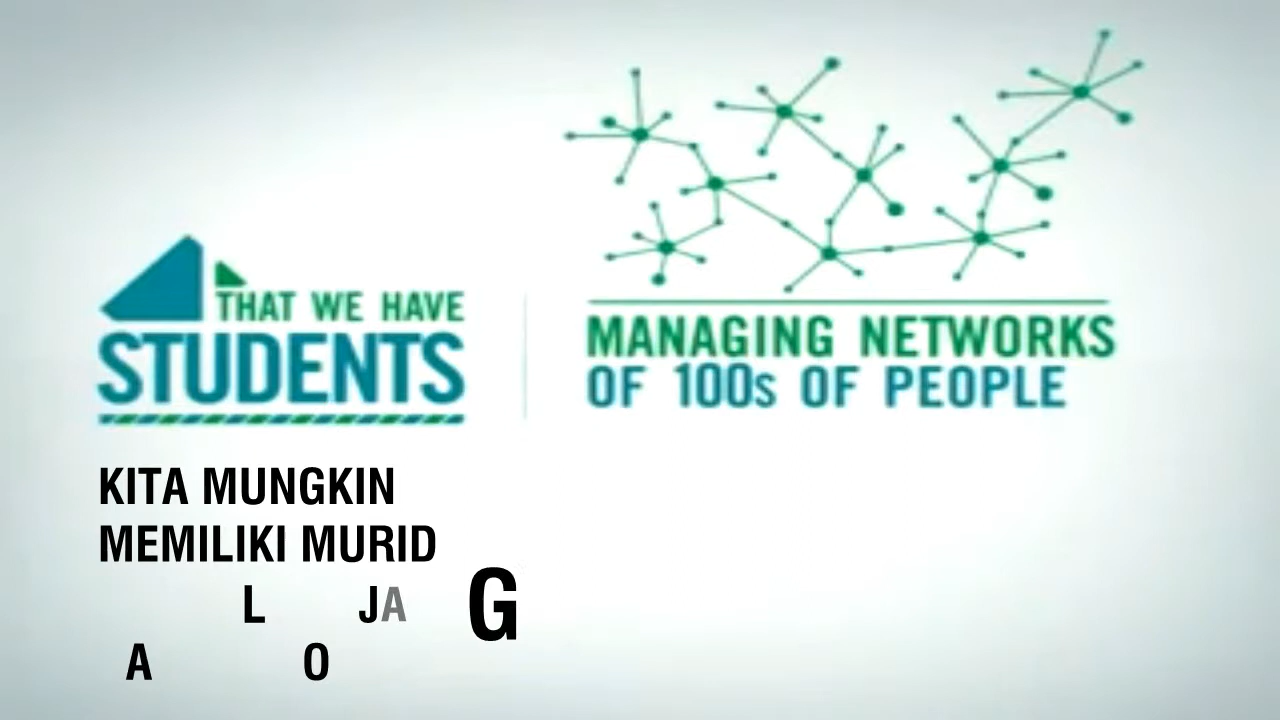 THAT WE HAVE
STUDENTS
MANAGING NETWORKS
OF 100s OF PEOPLE
KITA MUNGKIN
MEMILIKI MURID
L JA G
A O